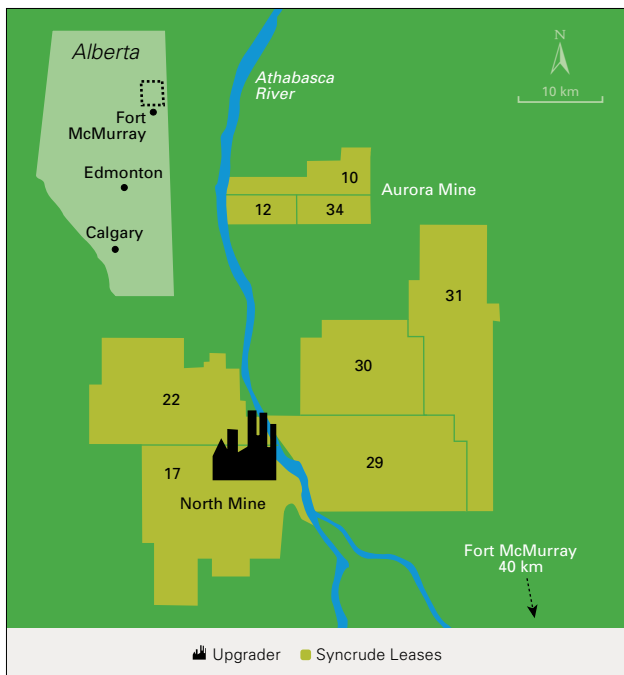 Alberta
Fort
McMurray
Edmonton
Calgary
Athabasca
River
N
10 km
10
Aurora Mine
12
34
31
30
22
29
17
North Mine
Fort McMurray
40 km
Upgrader
Syncrude Leases